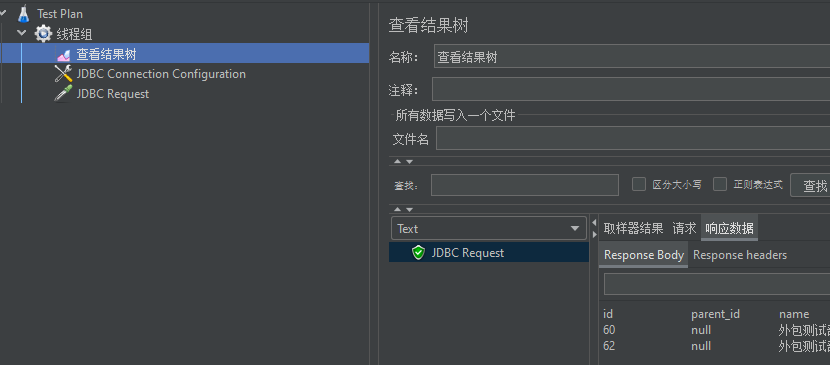 Test Plan
线程组
查看结果树
JDBC Connection Configuration
JDBC Request
查看结果树
名称： 查看结果树
注释：
所有数据写入一个文件
文件名
查找: 区分大小写 正则表达式 查找
Text
取样器结果 请求 响应数据
JDBC Request
Response Body Response headers
id parent_id name
60 null 外包测试
62 null 外包测试